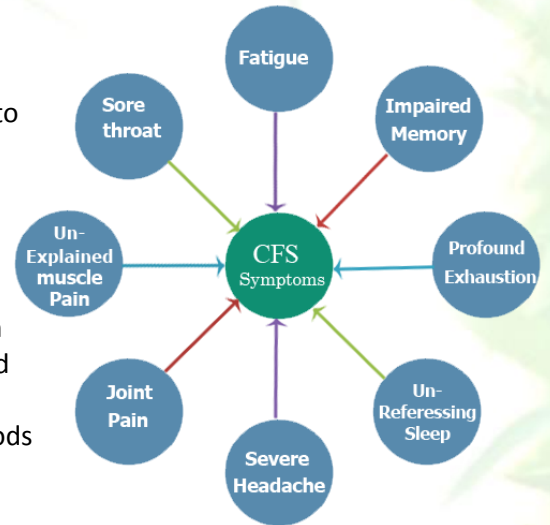 Fatigue
Impaired
Memory
Profound
Exhaustion
Un-
Referessing
Sleep
Severe
Headache
Joint
Pain
Un-
Explained
muscle
Pain
Sore
throat
CFS
Symptoms
to